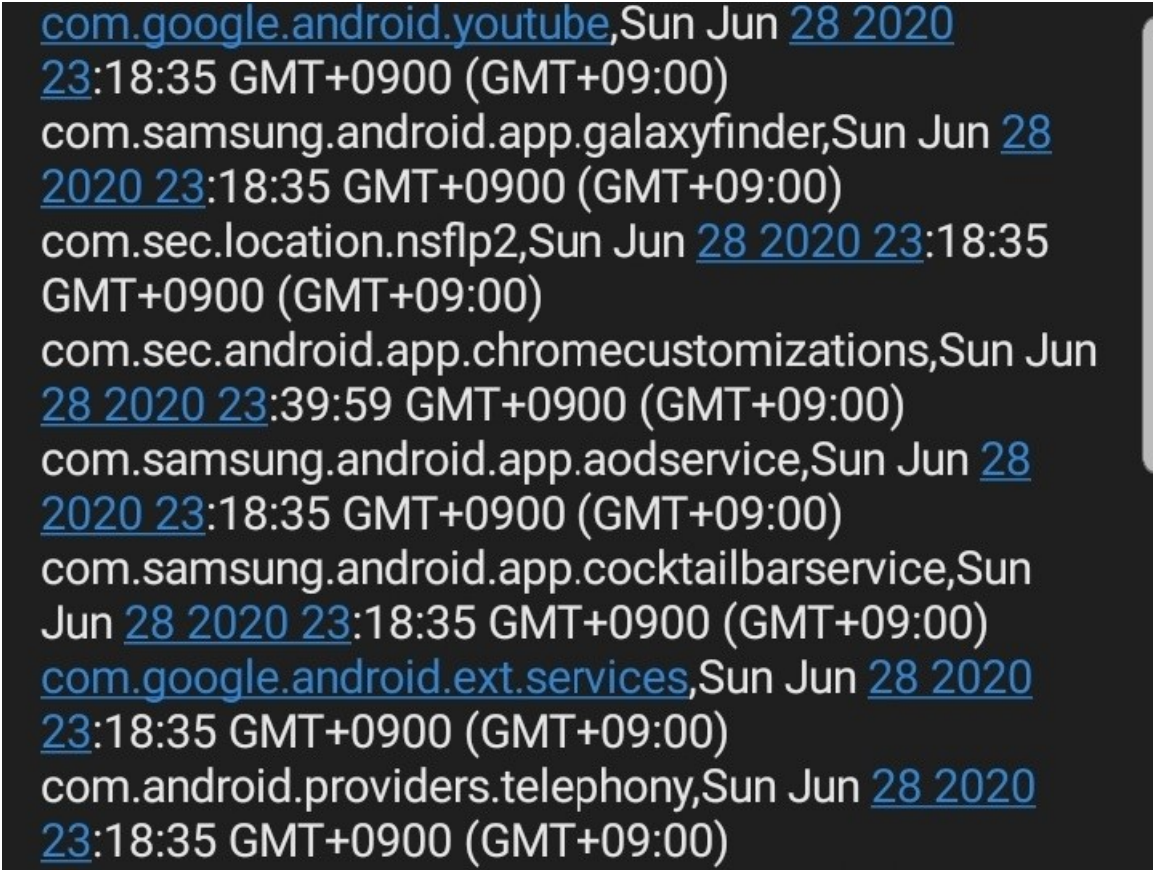 com.google.android.youtube,Sun Jun 28 2020
23:18:35 GMT+0900 (GMT+09:00)
com.samsung.android.app.galaxyfinder,Sun Jun 28
2020 23:18:35 GMT+0900 (GMT+09:00)
com.sec.location.nsflp2,Sun Jun 28 2020 23:18:35
GMT+0900 (GMT+09:00)
com.sec.android.app.chromecustomizations,Sun Jun
28 2020 23:39:59 GMT+0900 (GMT+09:00)
com.samsung.android.app.aodservice,Sun Jun 28
2020 23:18:35 GMT+0900 (GMT+09:00)
com.samsung.android.app.cocktailbarservice,Sun
Jun 28 2020 23:18:35 GMT+0900 (GMT+09:00)
com.google.android.ext.services,Sun Jun 28 2020
23:18:35 GMT+0900 (GMT+09:00)
com.android.providers.telephony,Sun Jun 28 2020
23:18:35 GMT+0900 (GMT+09:00)